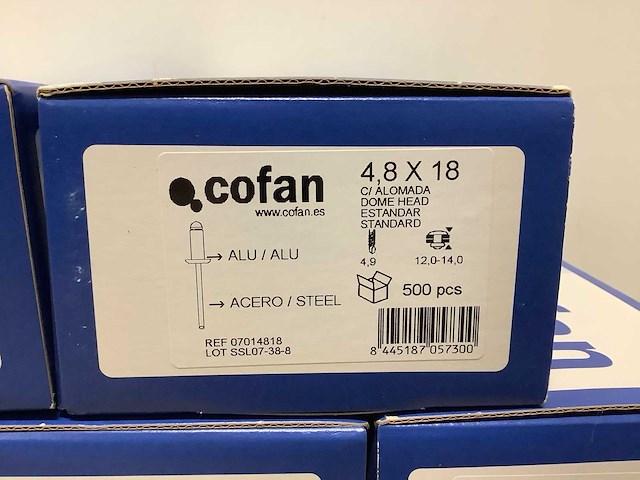 cofan
www.cofan.es
4,8 X 18
C/ ALOMADA
DOME HEAD
ESTANDAR
STANDARD
4,9
12,0-14,0
ALU / ALU
ACERO / STEEL
500 pcs
REF 07014818
LOT SSL07-38-8
8 445187 057300